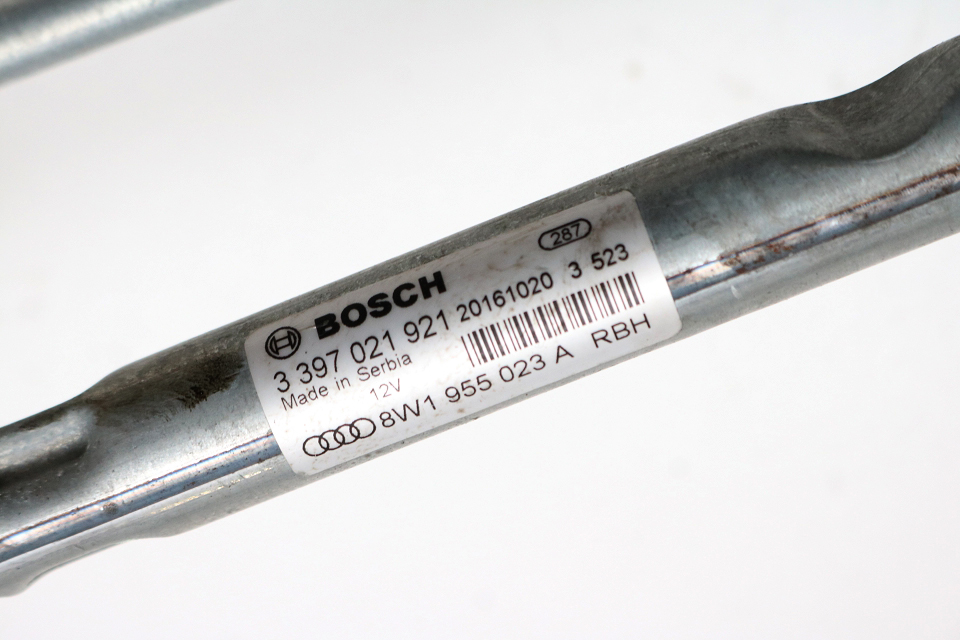 287
BOSCH
3 397 021 921 20161020 3 523
Made in Serbia
12V
8W1 955 023 A RBH